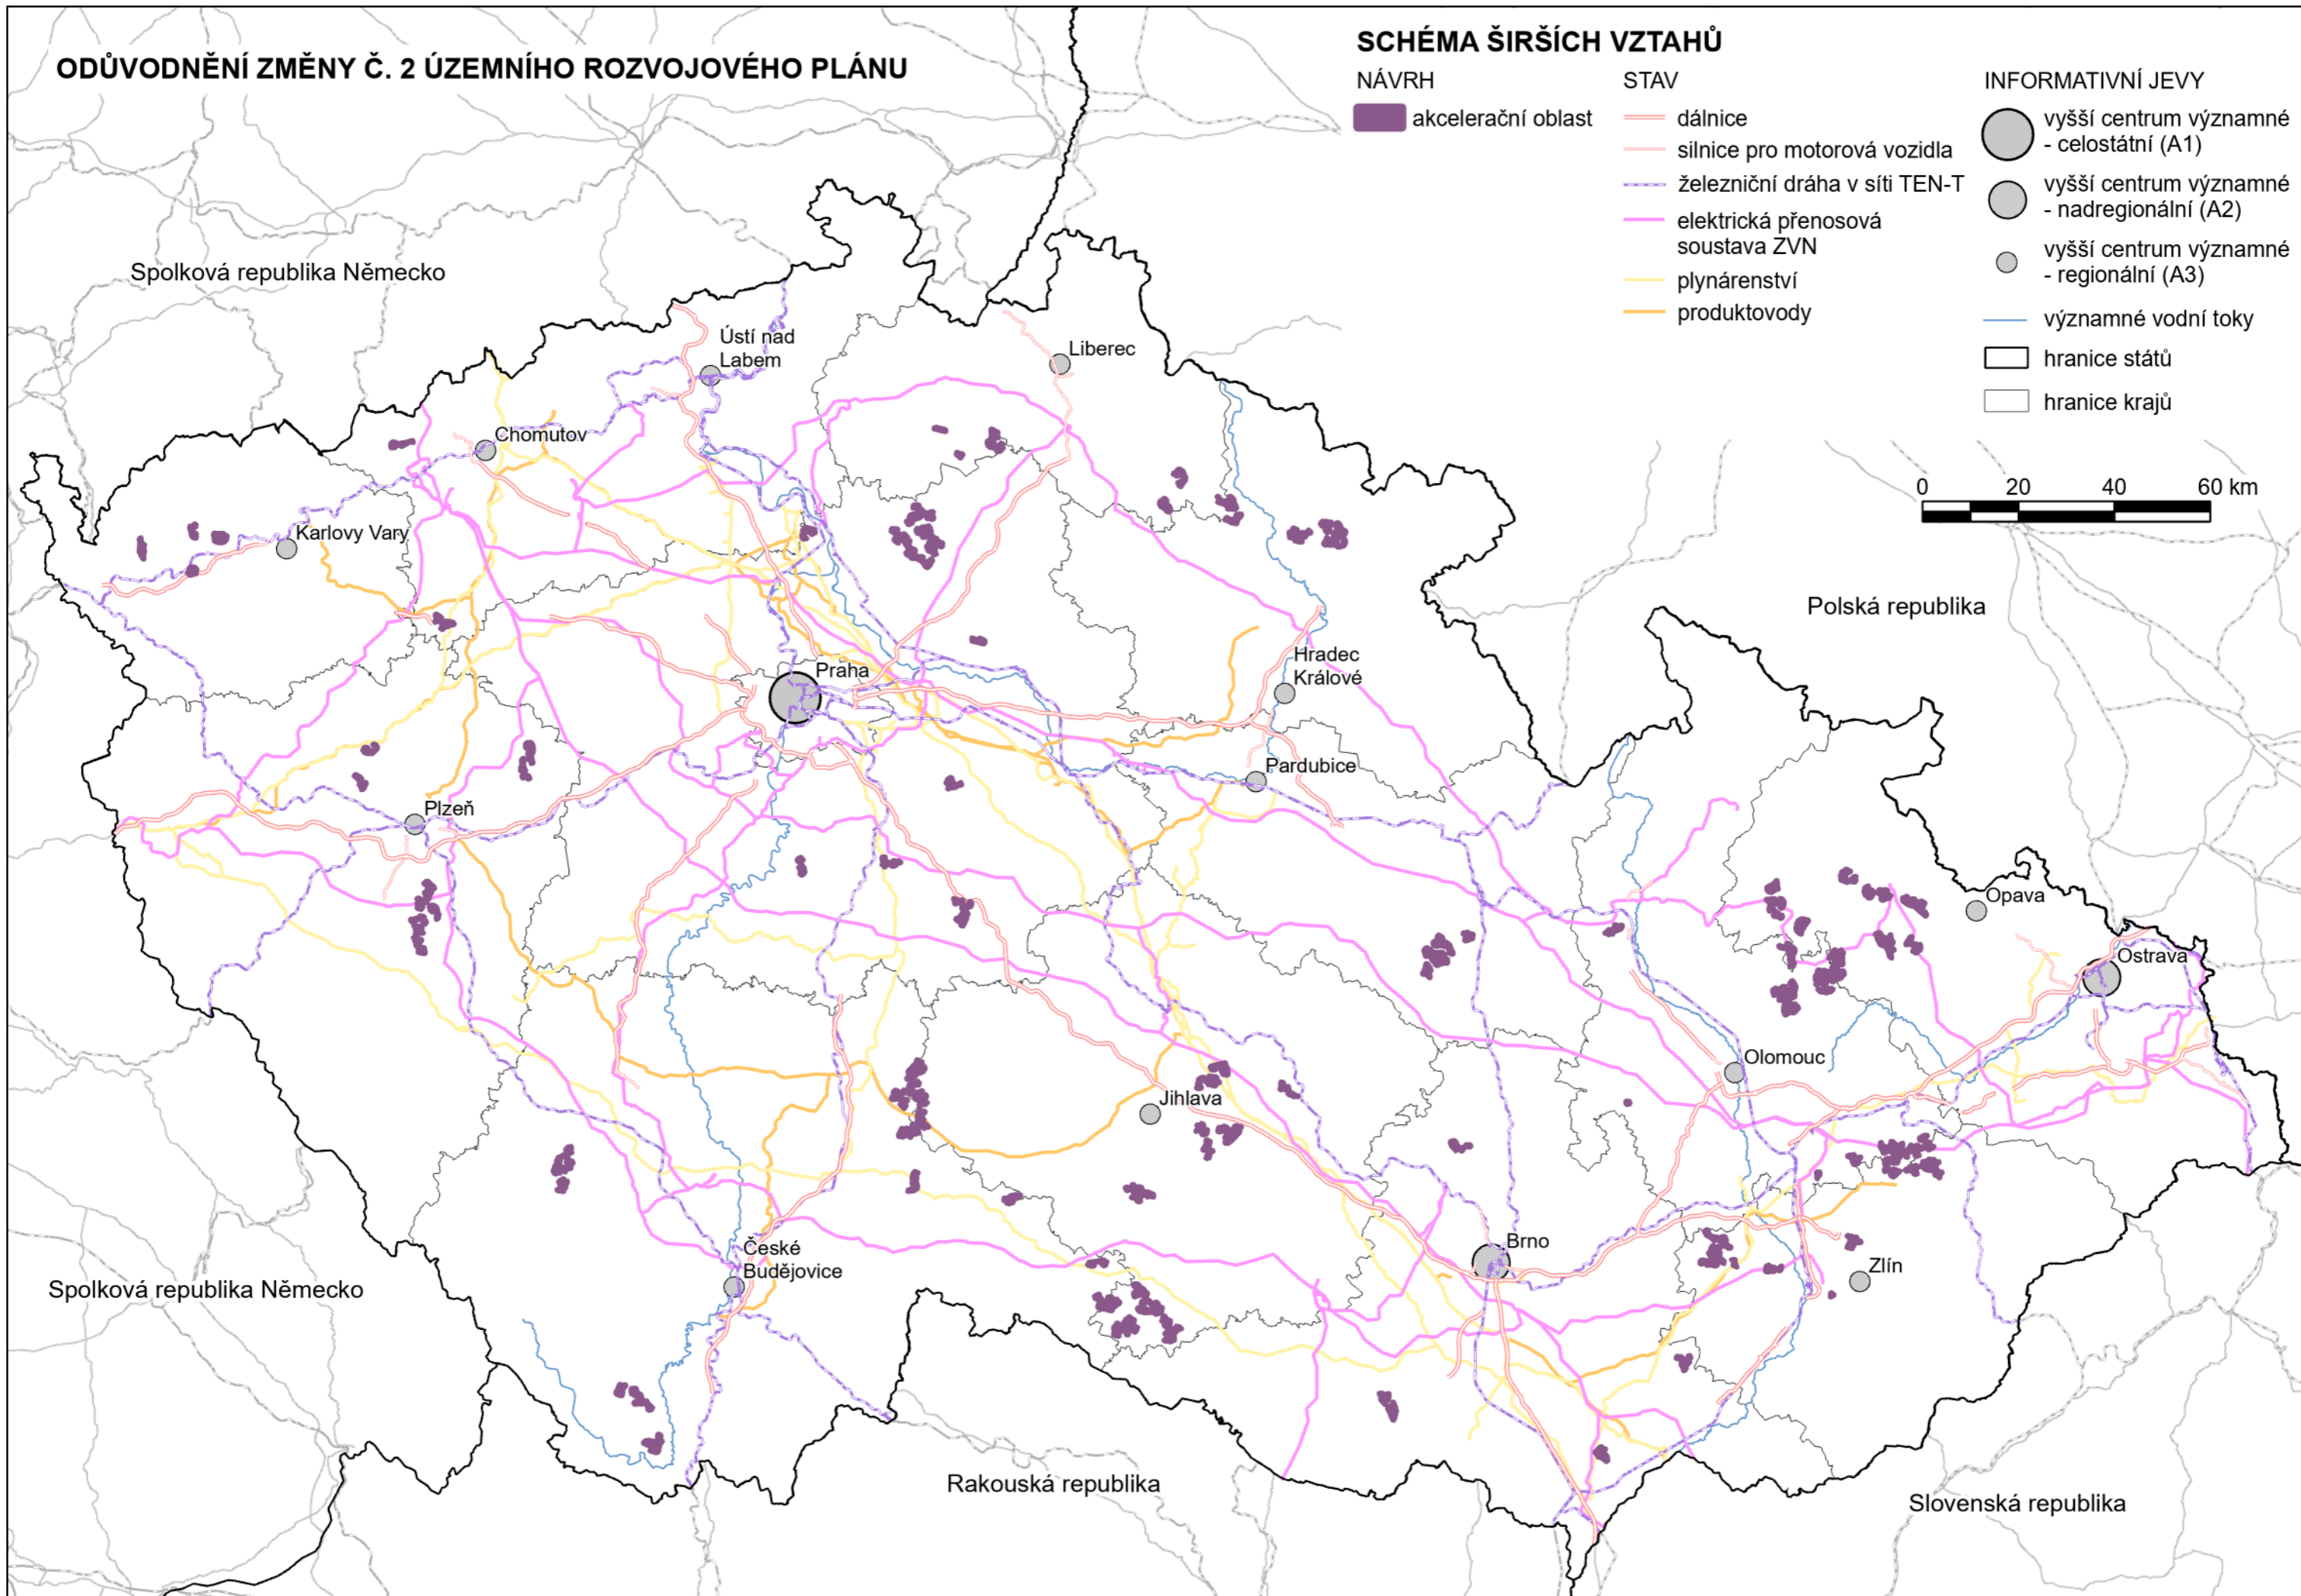 ODŮVODNĚNÍ ZMĚNY Č. 2 ÚZEMNÍHO ROZVOJOVÉHO PLÁNU
SCHÉMA ŠIRŠÍCH VZTAHŮ
NÁVRH
akcelerační oblast
STAV
dálnice
silnice pro motorová vozidla
železniční dráha v síti TEN-T
elektrická přenosová
soustava ZVN
plynárenství
produktovody
INFORMATIVNÍ JEVY
vyšší centrum významné
- celostátní (A1)
vyšší centrum významné
- nadregionální (A2)
vyšší centrum významné
- regionální (A3)
významné vodní toky
hranice států
hranice krajů
0 20 40 60 km
Spolková republika Německo
Ústí nad
Labem
Liberec
Chomutov
Karlovy Vary
Polská republika
Praha
Hradec
Králové
Pardubice
Plzeň
Opava
Ostrava
Olomouc
Jihlava
Brno
České
Budějovice
Zlín
Spolková republika Německo
Rakouská republika
Slovenská republika